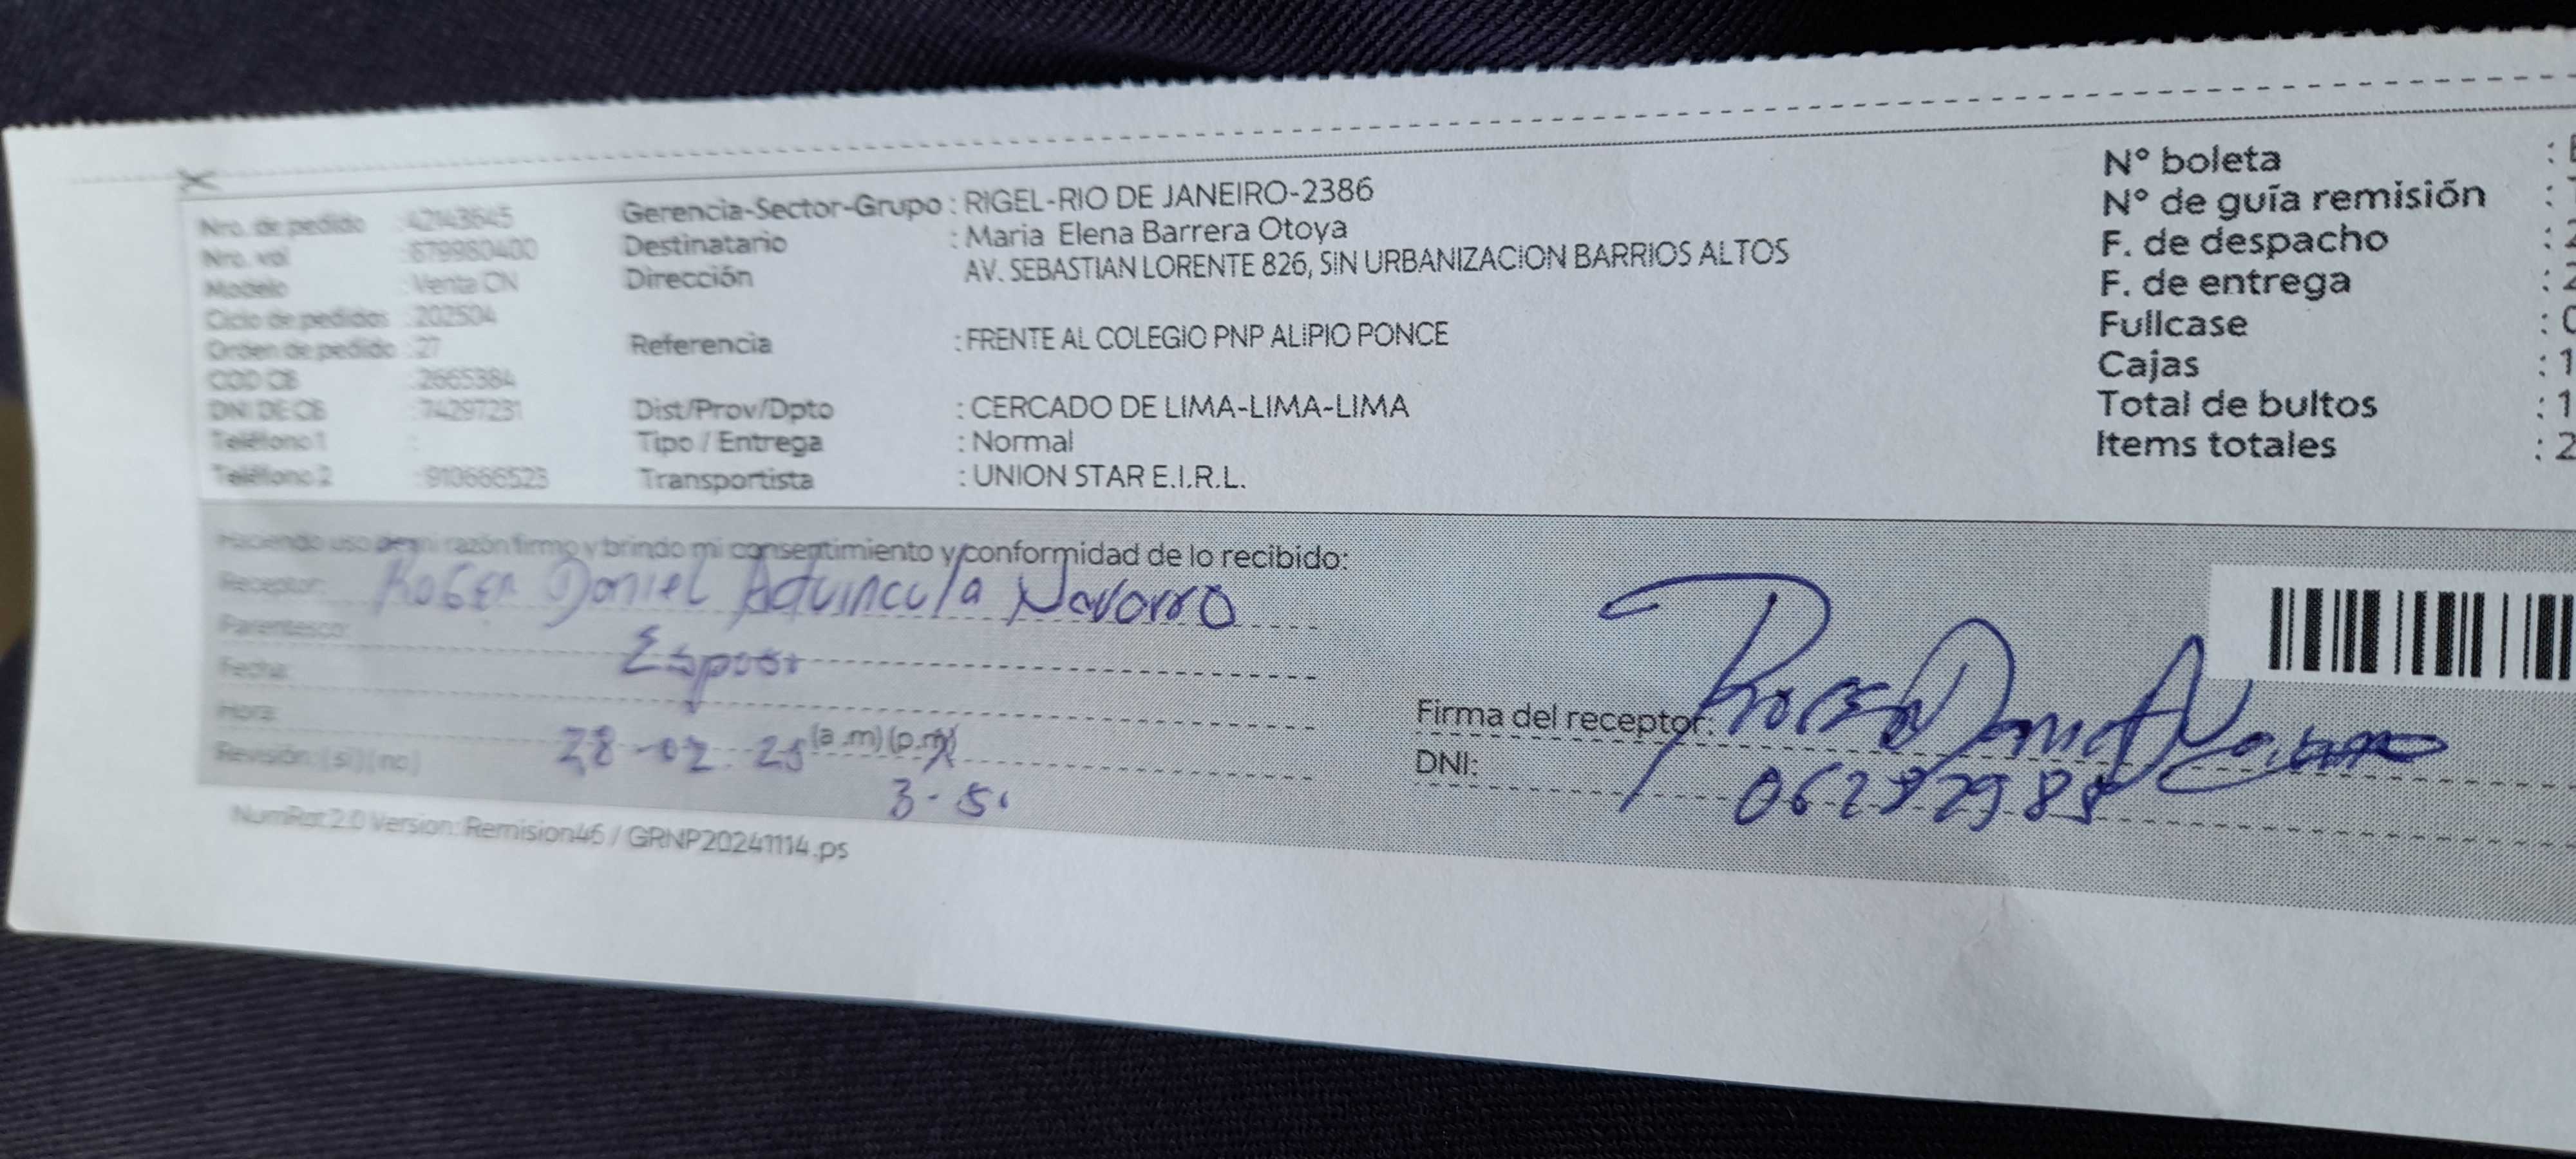 Nro. de pedido : 42143645
Nro. vol : 679980400
Modelo : Venta CN
Ciclo de pedidos : 202504
Orden de pedido : 27
COD CB : 2665384
DNI DE CB : 74297231
Teléfono 1 :
Teléfono 2 : 910666523
Gerencia-Sector-Grupo : RIGEL-RIO DE JANEIRO-2386
Destinatario : Maria Elena Barrera Otoya
Dirección AV. SEBASTIAN LORENTE 826, SIN URBANIZACION BARRIOS ALTOS
Referencia : FRENTE AL COLEGIO PNP ALIPIO PONCE
Dist/Prov/Dpto : CERCADO DE LIMA-LIMA-LIMA
Tipo / Entrega : Normal
Transportista : UNION STAR E.I.R.L.
N° boleta :
N° de guía remisión :
F. de despacho : 2
F. de entrega : 2
Fullcase : 0
Cajas : 1
Total de bultos : 1
Items totales : 2
Haciendo uso de mi razón firmo y brindo mi consentimiento y conformidad de lo recibido:
Receptor: Roger Daniel Aduincula Navarro
Parentesco: Esposo
Fecha:
Hora: 28-02-25 (a.m) (p.m)
Revisión: (si) (no) 3-5
Firma del receptor:
DNI:
NumRot 2.0 Version: Remision46 / GRNP20241114.ps